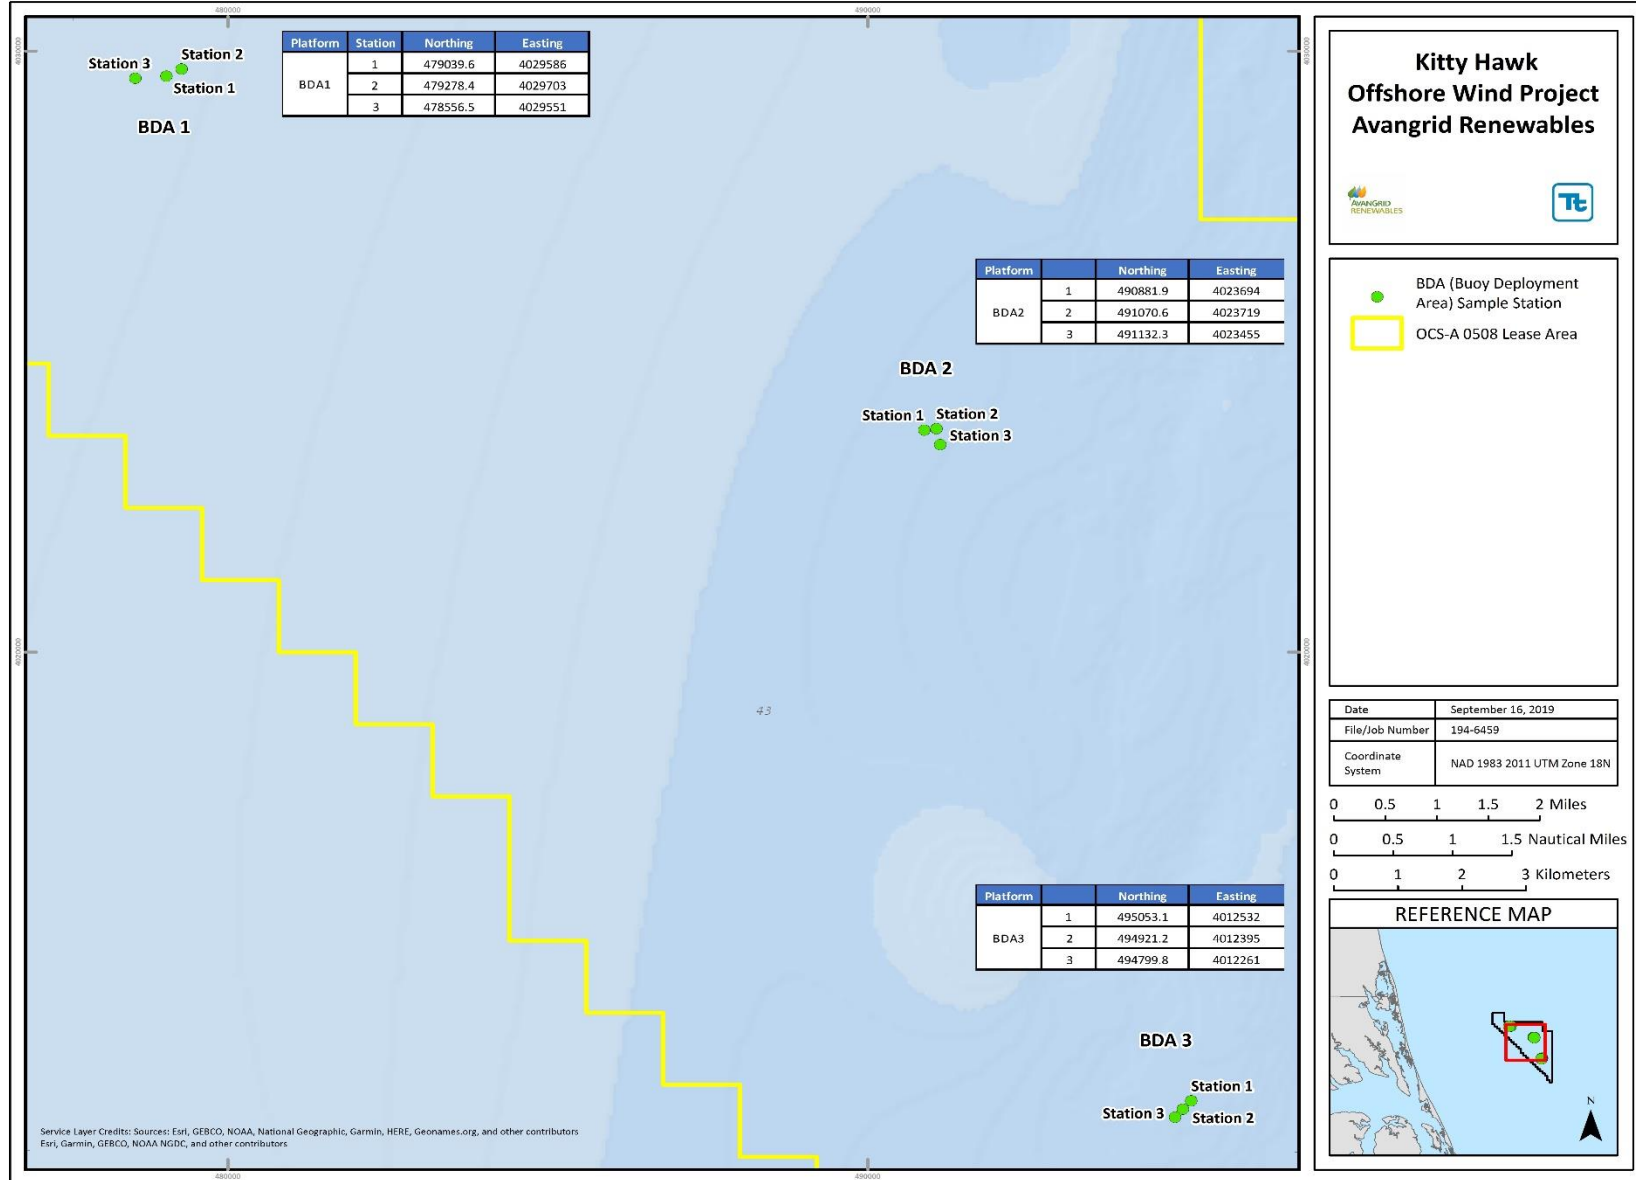 480000
490000
4030000
4030000
Station 2
Station 3
Station 1
BDA 1
Platform Station Northing Easting
BDA1
1 479039.6 4029586
2 479278.4 4029703
3 478556.5 4029551
Platform Northing Easting
BDA2
1 490881.9 4023694
2 491070.6 4023719
3 491132.3 4023455
BDA 2
Station 1 Station 2
Station 3
4020000
4020000
43
Platform Northing Easting
BDA3
1 495053.1 4012532
2 494921.2 4012395
3 494799.8 4012261
BDA 3
Station 1
Station 3
Station 2
Service Layer Credits: Sources: Esri, GEBCO, NOAA, National Geographic, Garmin, HERE, Geonames.org, and other contributors
Esri, Garmin, GEBCO, NOAA NGDC, and other contributors
480000
490000
Kitty Hawk
Offshore Wind Project
Avangrid Renewables
AVANGRID
RENEWABLES
Tt
BDA (Buoy Deployment
Area) Sample Station
OCS-A 0508 Lease Area
Date September 16, 2019
File/Job Number 194-6459
Coordinate
System
NAD 1983 2011 UTM Zone 18N
0 0.5 1 1.5 2 Miles
0 0.5 1 1.5 Nautical Miles
0 1 2 3 Kilometers
REFERENCE MAP
N